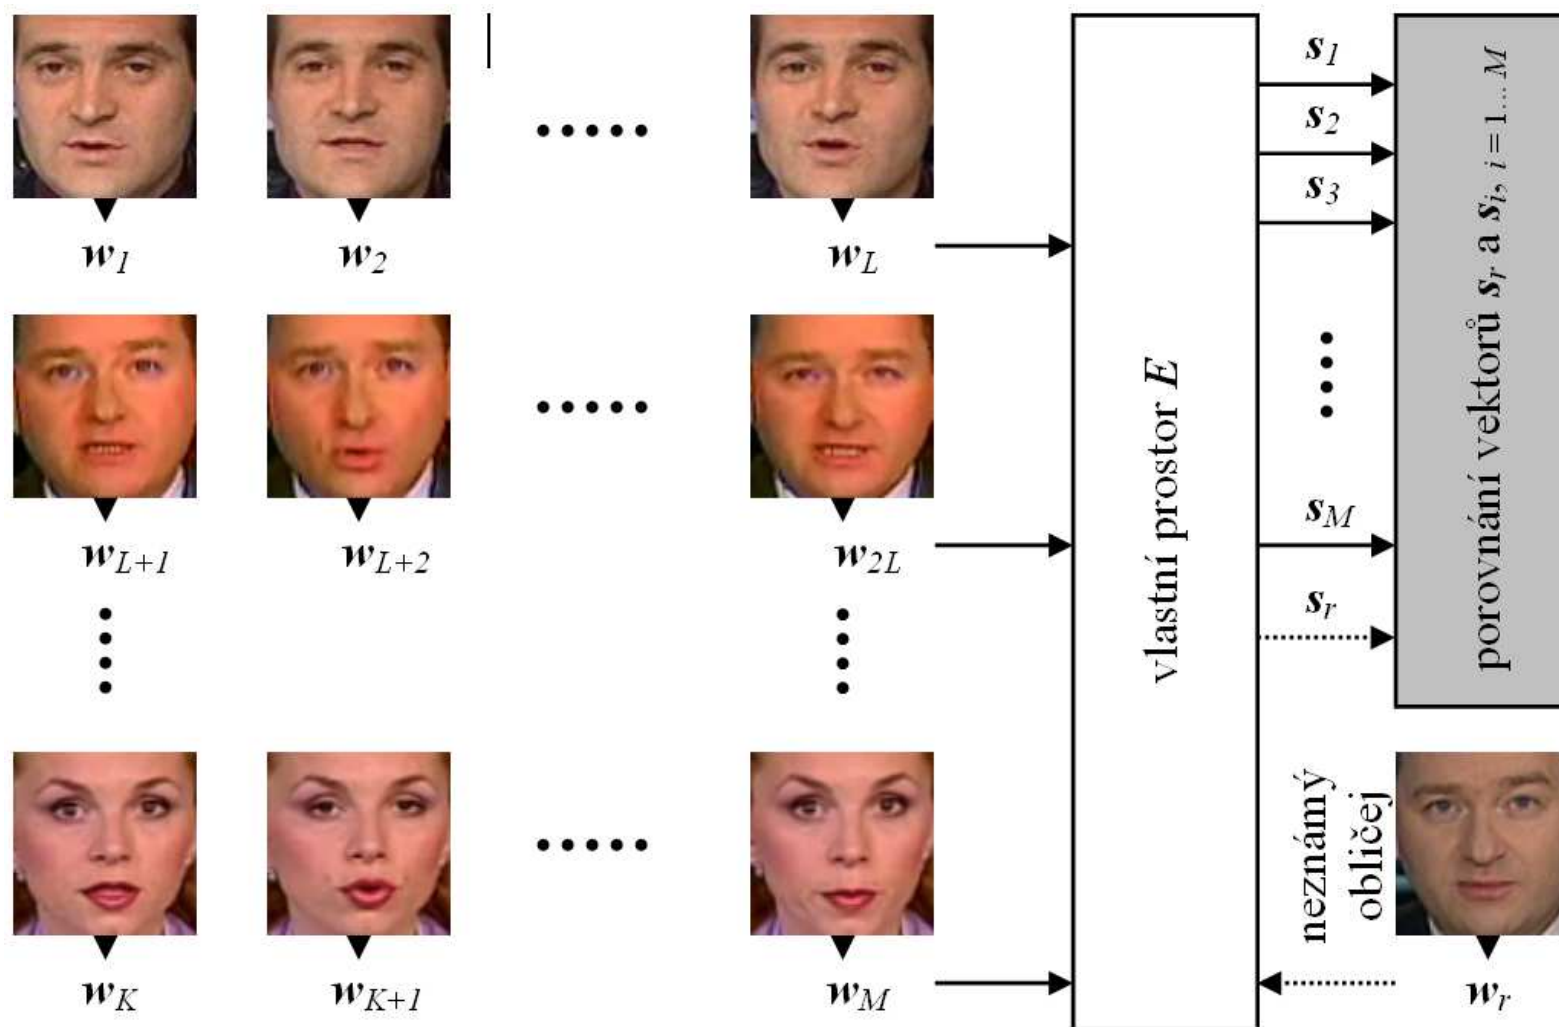 s1
s2
s3
w1 w2 wL
wL+1 wL+2 w2L
sM
sr
vlastní prostor E
porovnání vektorů sr a si, i = 1... M
neznámý
obličej
wK wK+1 wM wr